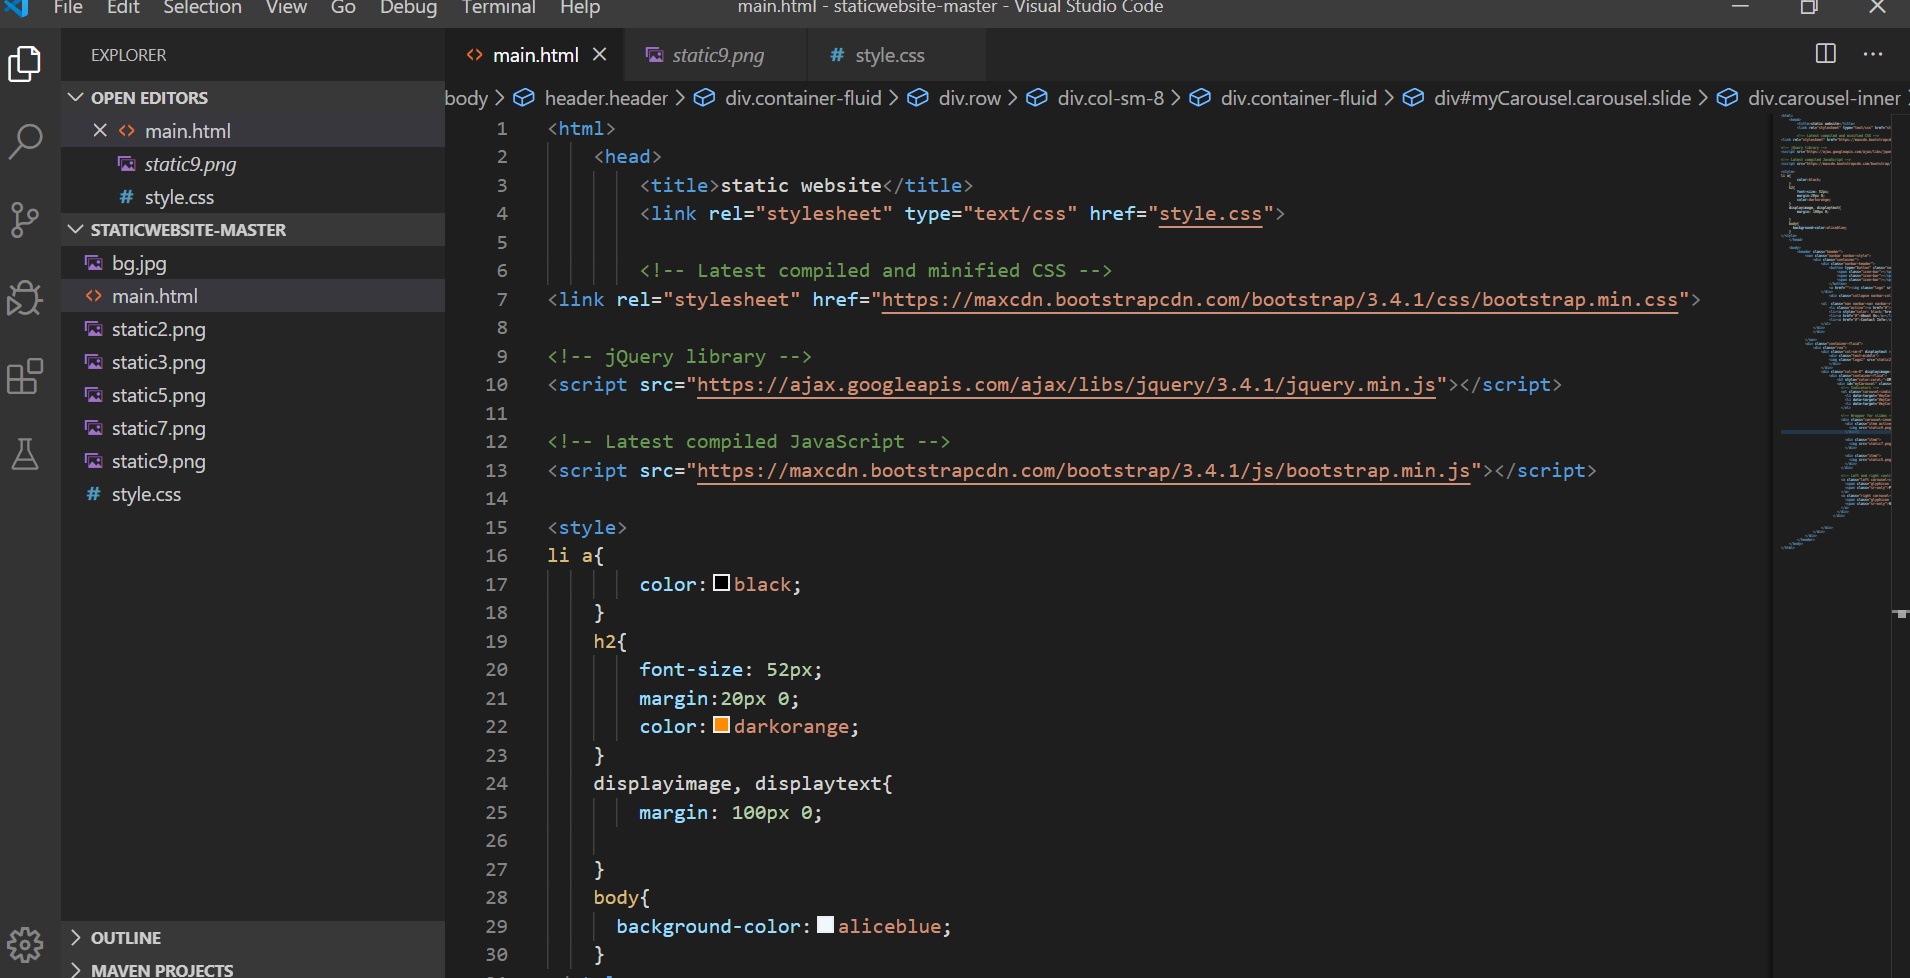 File Edit Selection View Go Debug Terminal Help
main.html - staticwebsite-master - Visual Studio Code
EXPLORER
OPEN EDITORS
main.html
static9.png
style.css
STATICWEBSITE-MASTER
bg.jpg
main.html
static2.png
static3.png
static5.png
static7.png
static9.png
style.css
OUTLINE
MAVEN PROJECTS
main.html
static9.png
style.css
body > header.header > div.container-fluid > div.row > div.col-sm-8 > div.container-fluid > div#myCarousel.carousel.slide > div.carousel-inner
1 <html>
2 <head>
3 <title>static website</title>
4 <link rel="stylesheet" type="text/css" href="style.css">
5
6 <!-- Latest compiled and minified CSS -->
7 <link rel="stylesheet" href="https://maxcdn.bootstrapcdn.com/bootstrap/3.4.1/css/bootstrap.min.css">
8
9 <!-- jQuery library -->
10 <script src="https://ajax.googleapis.com/ajax/libs/jquery/3.4.1/jquery.min.js"></script>
11
12 <!-- Latest compiled JavaScript -->
13 <script src="https://maxcdn.bootstrapcdn.com/bootstrap/3.4.1/js/bootstrap.min.js"></script>
14
15 <style>
16 li a{
17 color: black;
18 }
19 h2{
20 font-size: 52px;
21 margin:20px 0;
22 color: darkorange;
23 }
24 displayimage, displaytext{
25 margin: 100px 0;
26
27 }
28 body{
29 background-color: aliceblue;
30 }